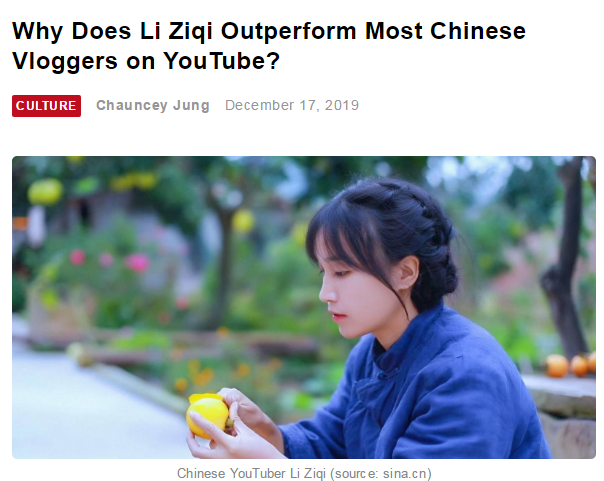 Why Does Li Ziqi Outperform Most Chinese
Vloggers on YouTube?
CULTURE Chauncey Jung December 17, 2019
Chinese YouTuber Li Ziqi (source: sina.cn)